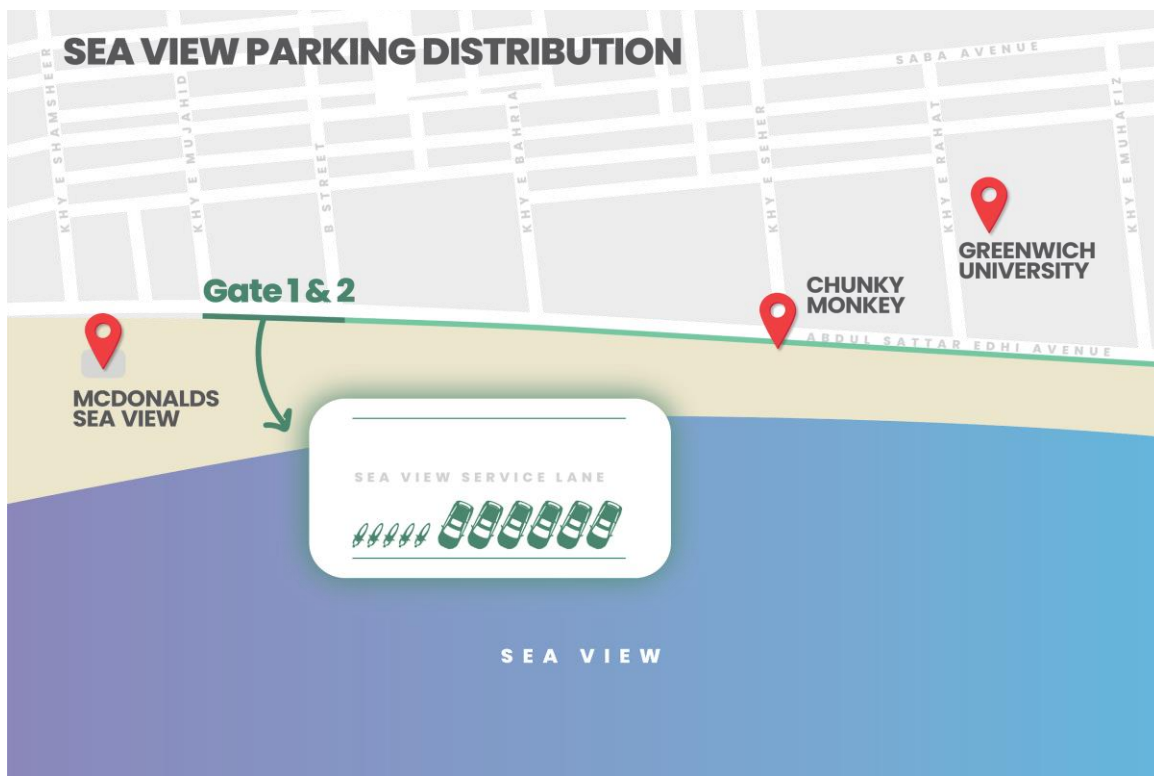 SEA VIEW PARKING DISTRIBUTION
SABA AVENUE
KHY E SHAMSHEER
KHY E MUJAHID
B STREET
KHY E BAHRIA
KHY E SEHER
KHY E RAHAT
KHY E MUHAFIZ
GREENWICH
UNIVERSITY
Gate 1 & 2
CHUNKY
MONKEY
ABDUL SATTAR EDHI AVENUE
MCDONALDS
SEA VIEW
SEA VIEW SERVICE LANE
SEA VIEW